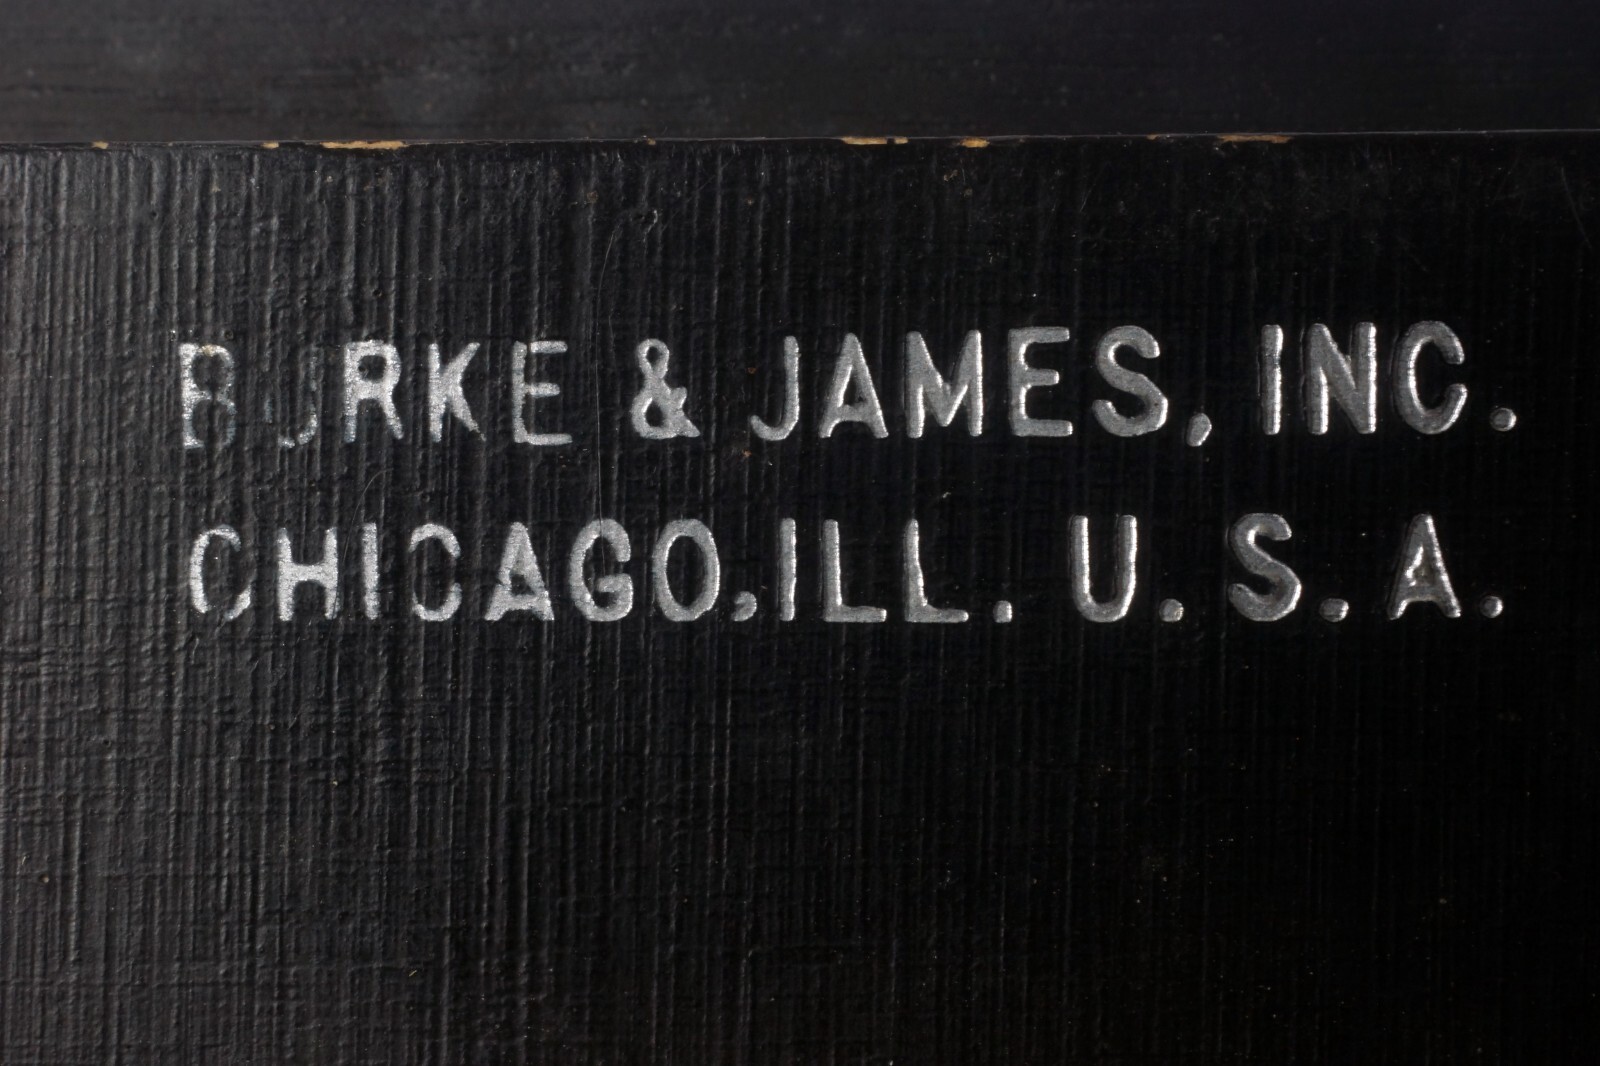 BURKE & JAMES, INC.
CHICAGO, ILL. U.S.A.